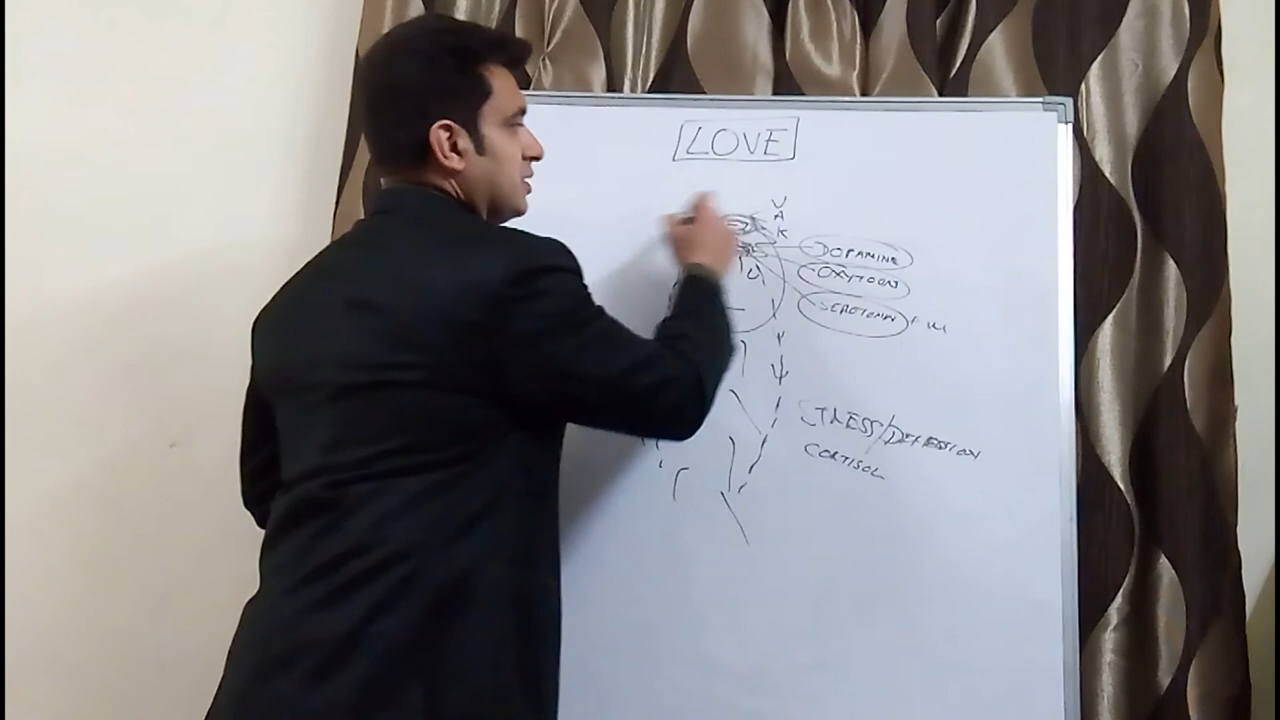 LOVE
V
A
K
DOPAMINE
OXYTOCIN
SEROTONIN
STRESS/DEPRESSION
CORTISOL